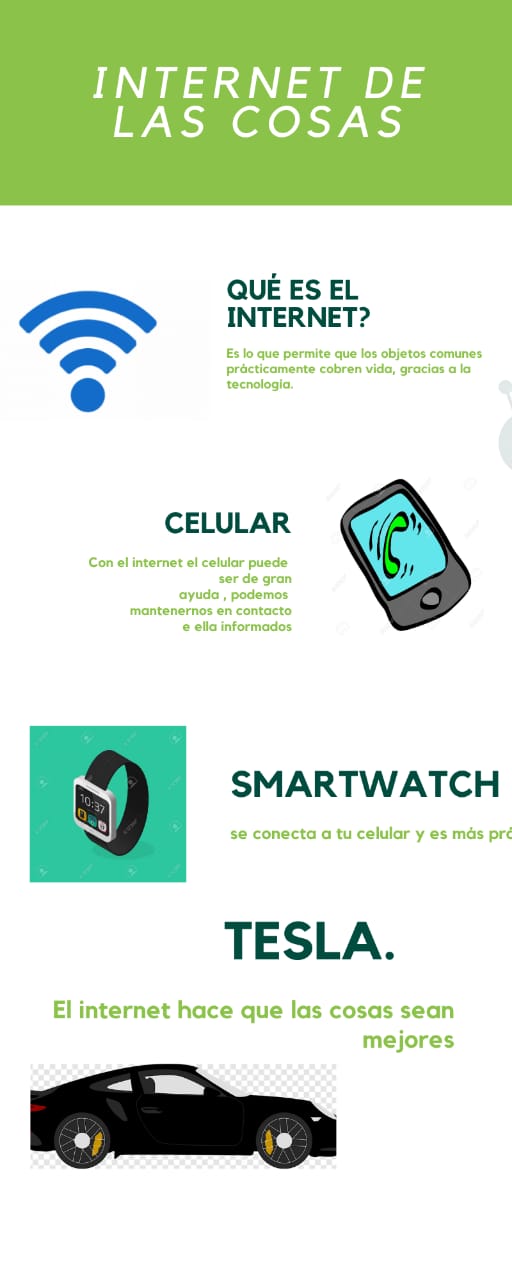 INTERNET DE
LAS COSAS
QUÉ ES EL
INTERNET?
Es lo que permite que los objetos comunes
prácticamente cobren vida, gracias a la
tecnología.
CELULAR
Con el internet el celular puede
ser de gran
ayuda , podemos
mantenernos en contacto
e ella informados
10:37
SMARTWATCH
se conecta a tu celular y es más
TESLA.
El internet hace que las cosas sean
mejores